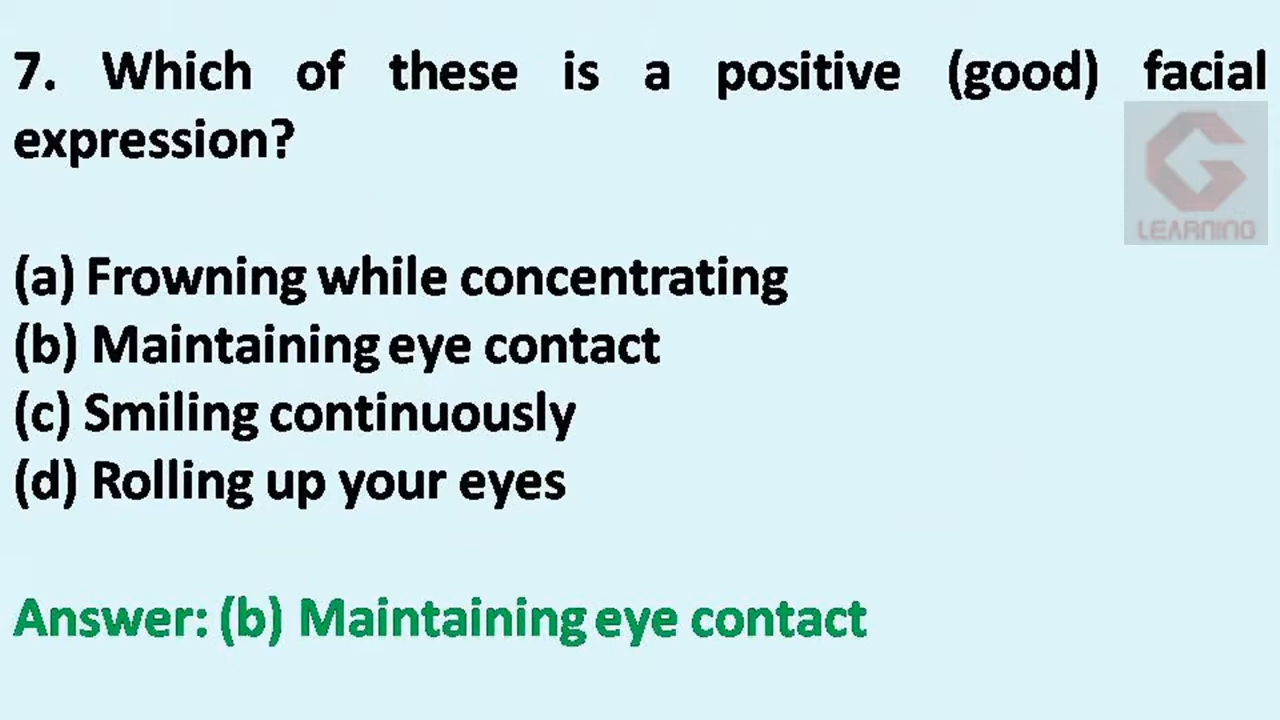 7. Which of these is a positive (good) facial
expression?
LEARNING
(a) Frowning while concentrating
(b) Maintaining eye contact
(c) Smiling continuously
(d) Rolling up your eyes
Answer: (b) Maintaining eye contact